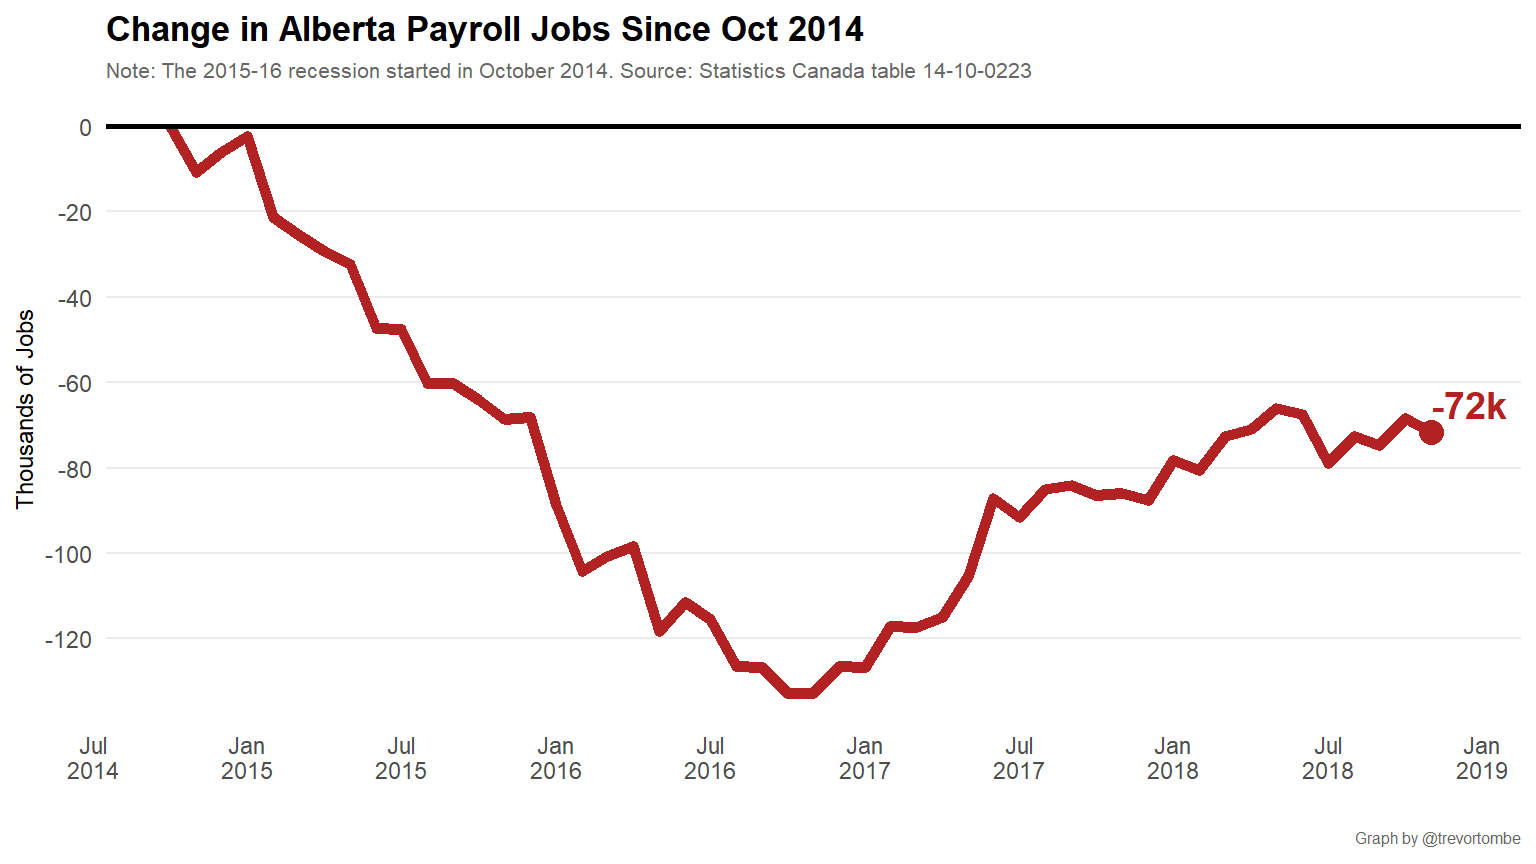 Change in Alberta Payroll Jobs Since Oct 2014
Note: The 2015-16 recession started in October 2014. Source: Statistics Canada table 14-10-0223
0
-20
-40
-60
-80
-100
-120
Thousands of Jobs
-72k
Jul
2014
Jan
2015
Jul
2015
Jan
2016
Jul
2016
Jan
2017
Jul
2017
Jan
2018
Jul
2018
Jan
2019
Graph by @trevortombe